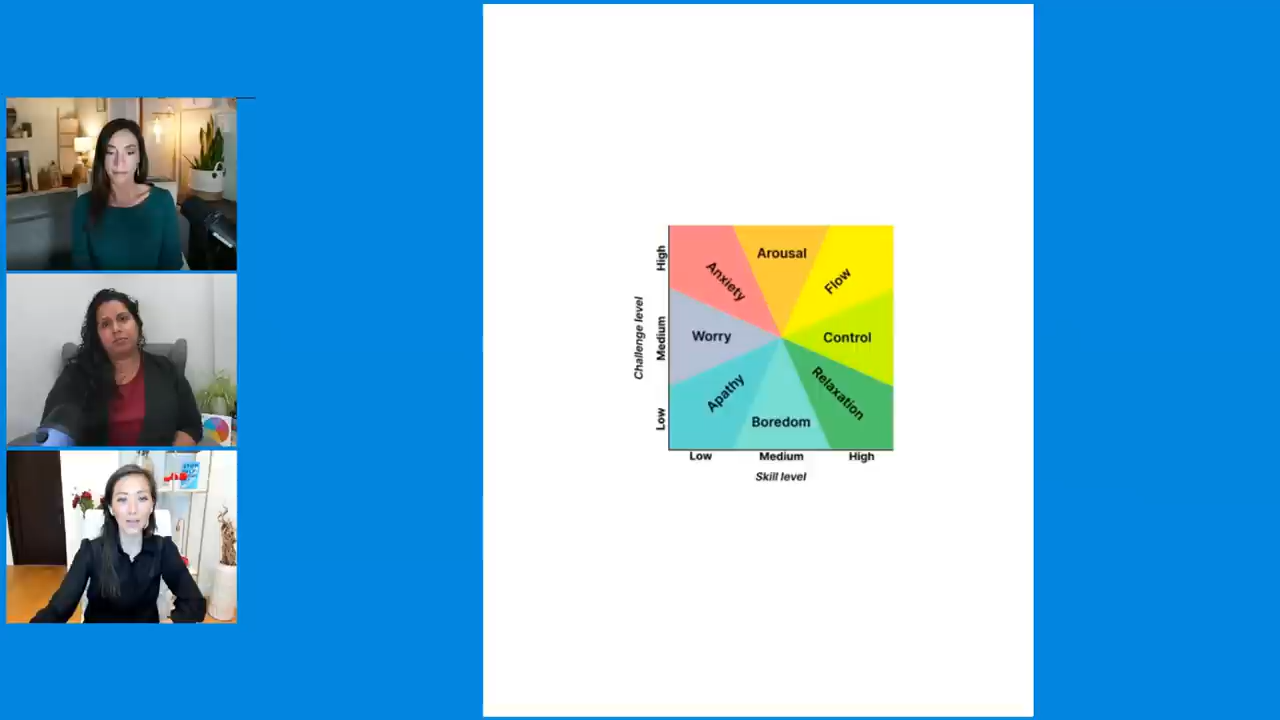 High
Arousal
Anxiety
Flow
Challenge level
Medium
Worry
Control
Apathy
Relaxation
Low
Boredom
Low
Medium
High
Skill level